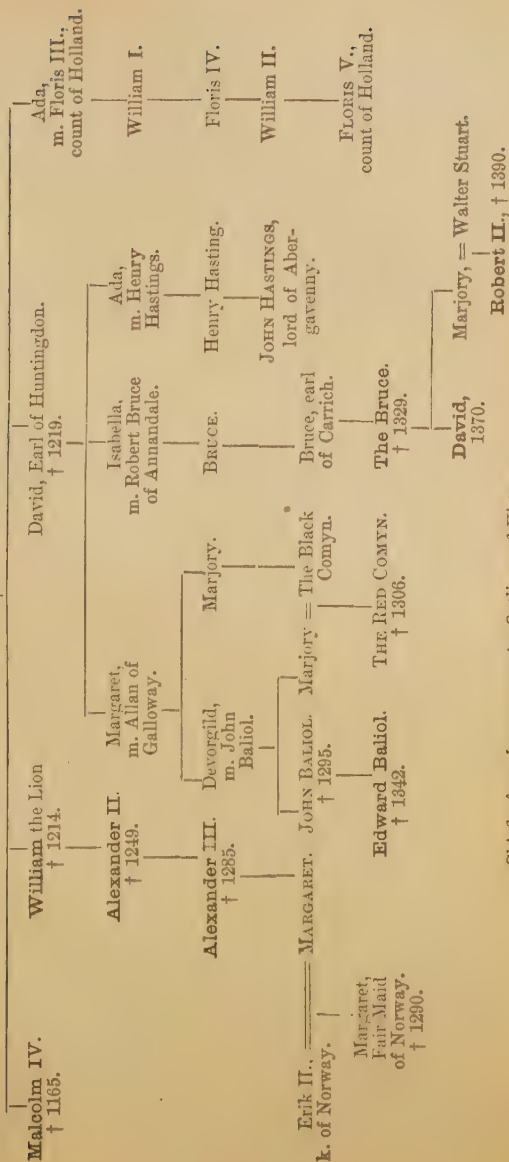 Malcolm IV.
† 1165.
William the Lion
† 1214.
David, Earl of Huntingdon.
† 1219.
Ada,
m. Floris III.,
count of Holland.
Alexander II.
† 1249.
Margaret,
m. Allan of
Galloway.
Isabella,
m. Robert Bruce
of Annandale.
Ada,
m. Henry
Hastings.
William I.
Alexander III.
† 1285.
Devorgild,
m. John
Baliol.
Marjory.
BRUCE.
Henry Hasting.
Floris IV.
JOHN HASTINGS,
lord of Aber-
gavenny.
William II.
Erik II., = MARGARET.
k. of Norway.
JOHN BALIOL.
† 1295.
Marjory = The Black
Comyn.
Bruce, earl
of Carrich.
FLORIS V.,
count of Holland.
Margaret,
Fair Maid
of Norway.
† 1290.
Edward Baliol.
† 1342.
THE RED COMYN.
† 1306.
The Bruce.
† 1329.
David,
1370.
Marjory, = Walter Stuart.
Robert II., † 1390.